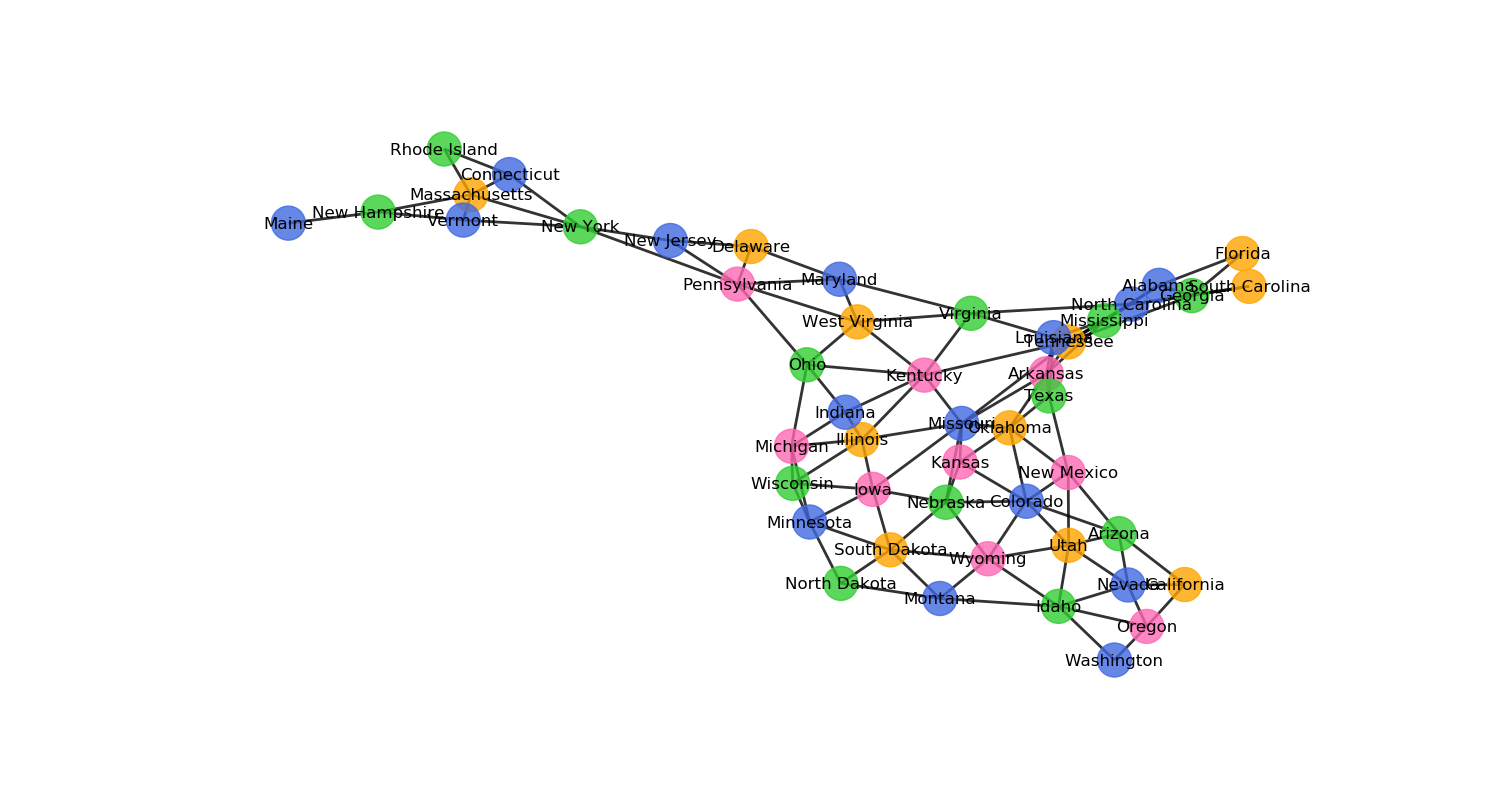 Rhode Island
Connecticut
Massachusetts
New Hampshire
Vermont
Maine
New York
New Jersey
Delaware
Florida
Maryland
Pennsylvania
Alabama
South Carolina
Georgia
North Carolina
Virginia
West Virginia
Mississippi
Louisiana
Tennessee
Ohio
Kentucky
Arkansas
Texas
Indiana
Missouri
Oklahoma
Illinois
Michigan
Kansas
New Mexico
Wisconsin
Iowa
Nebraska
Colorado
Minnesota
Arizona
South Dakota
Utah
Wyoming
North Dakota
Nevada
California
Montana
Idaho
Oregon
Washington